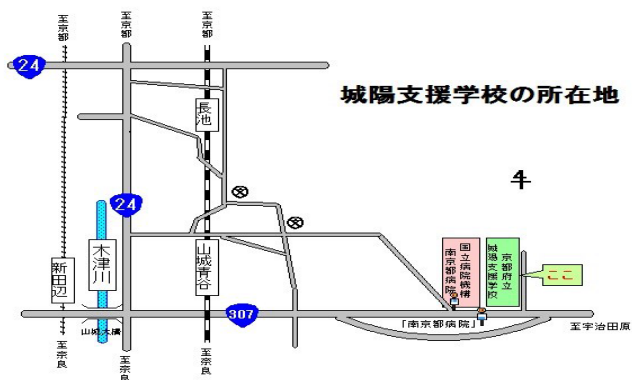 至京都
至京都
至京都
24
城陽支援学校の所在地
長池
24
木津川
新田辺
山城青谷
国立病院機構
南京都病院
京都府立
城陽支援学校
ここ
307
山城大橋
「南京都病院」
至宇治田原
至奈良
至奈良
至奈良